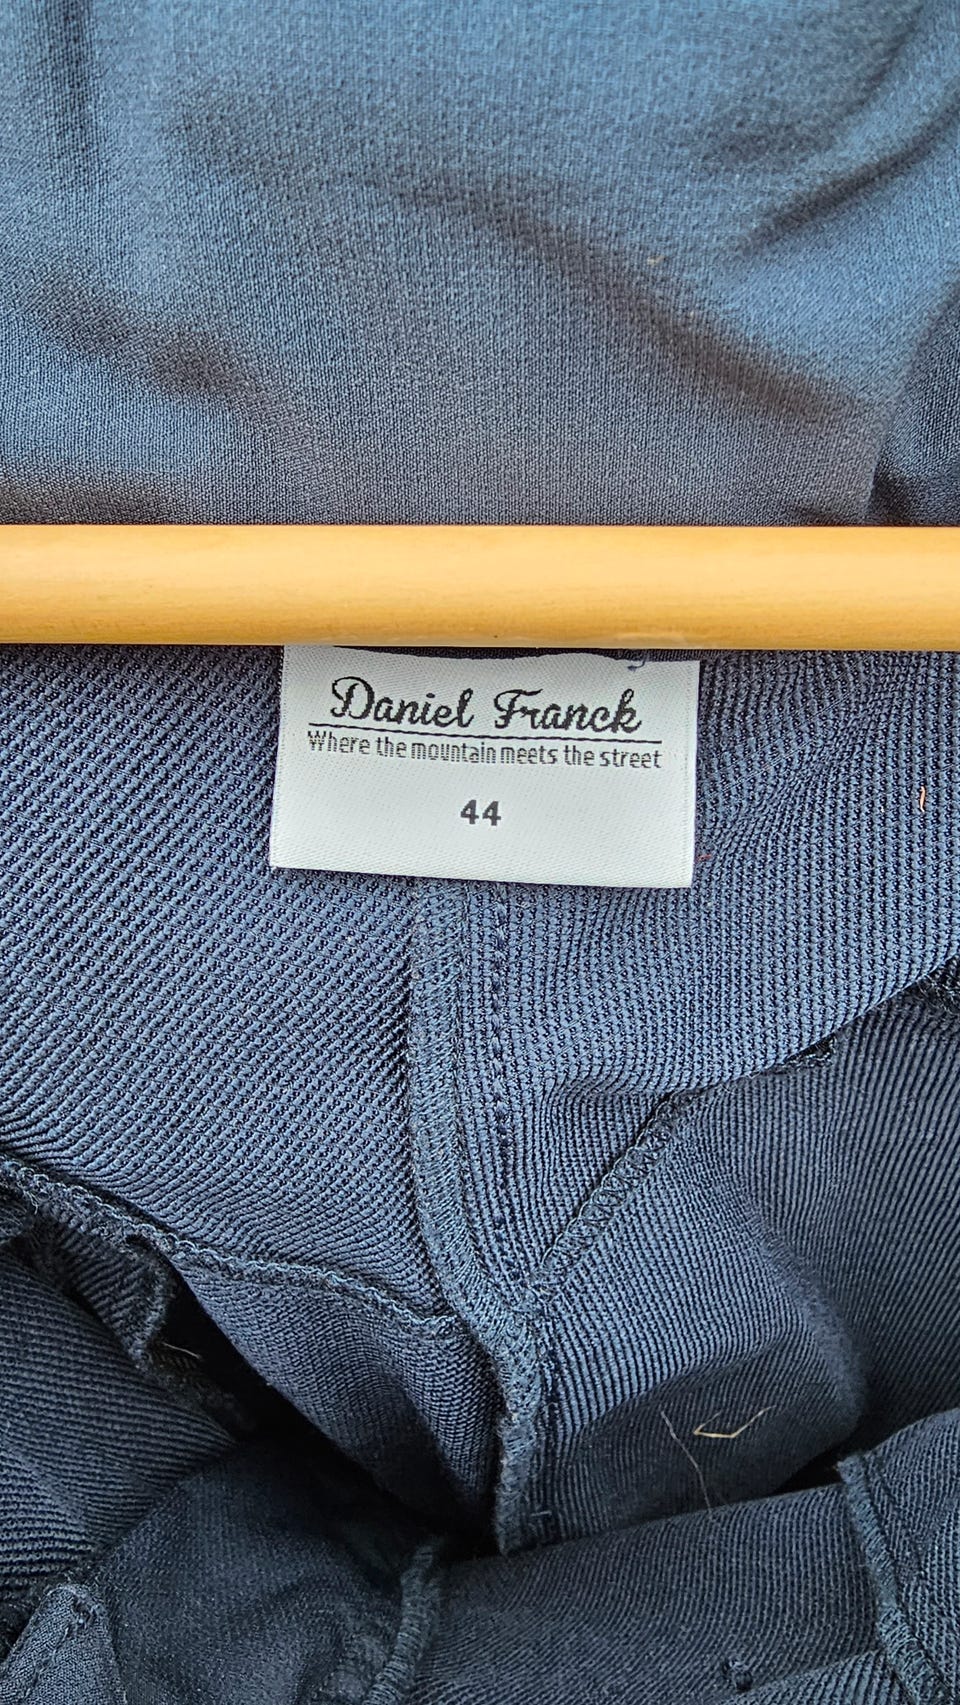 Daniel Franck
Where the mountain meets the street
44